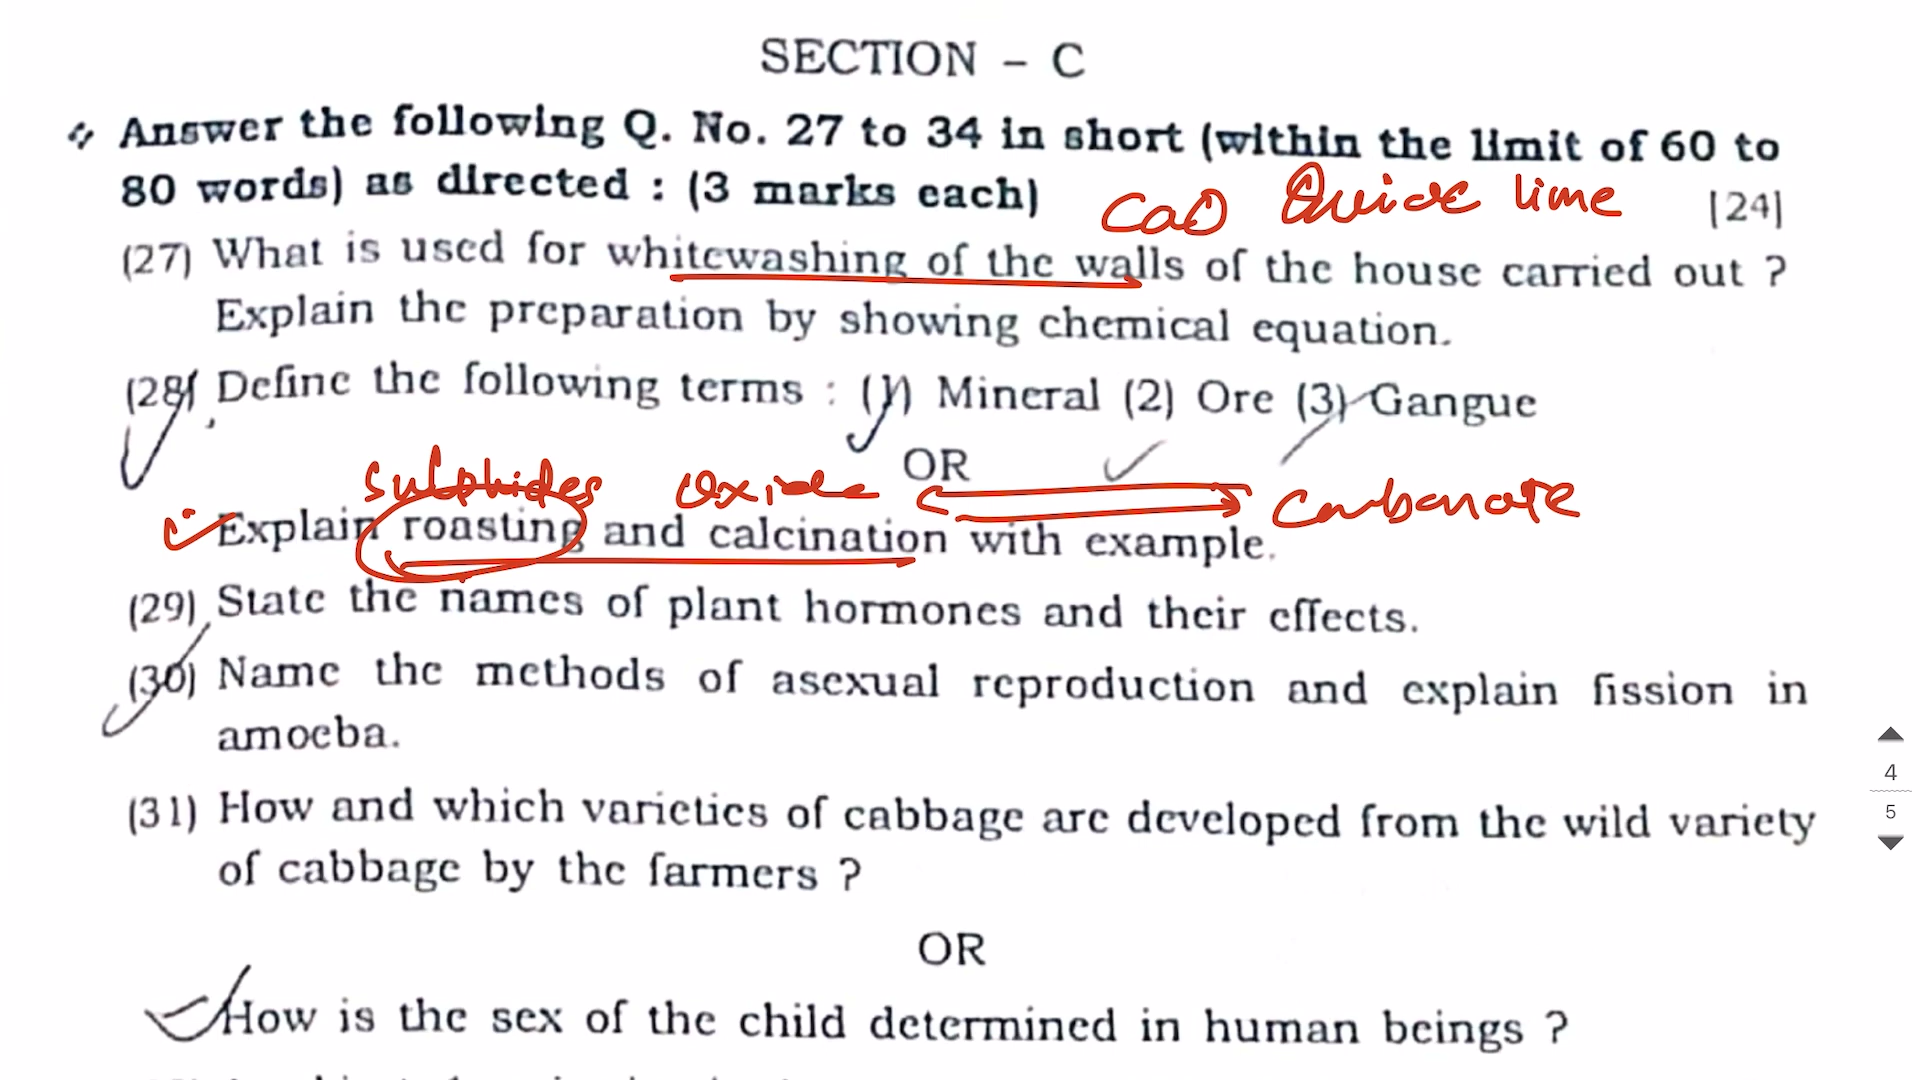 SECTION - C
Answer the following Q. No. 27 to 34 in short (within the limit of 60 to
80 words) as directed : (3 marks each)
CaO Quick lime
[24]
(27) What is used for whitewashing of the walls of the house carried out ?
Explain the preparation by showing chemical equation.
(28) Define the following terms : (1) Mineral (2) Ore (3) Gangue
OR
sulphides oxide carbonate
Explain roasting and calcination with example.
(29) State the names of plant hormones and their effects.
(30) Name the methods of asexual reproduction and explain fission in
amoeba.
4
5
(31) How and which varieties of cabbage are developed from the wild variety
of cabbage by the farmers ?
OR
How is the sex of the child determined in human beings ?